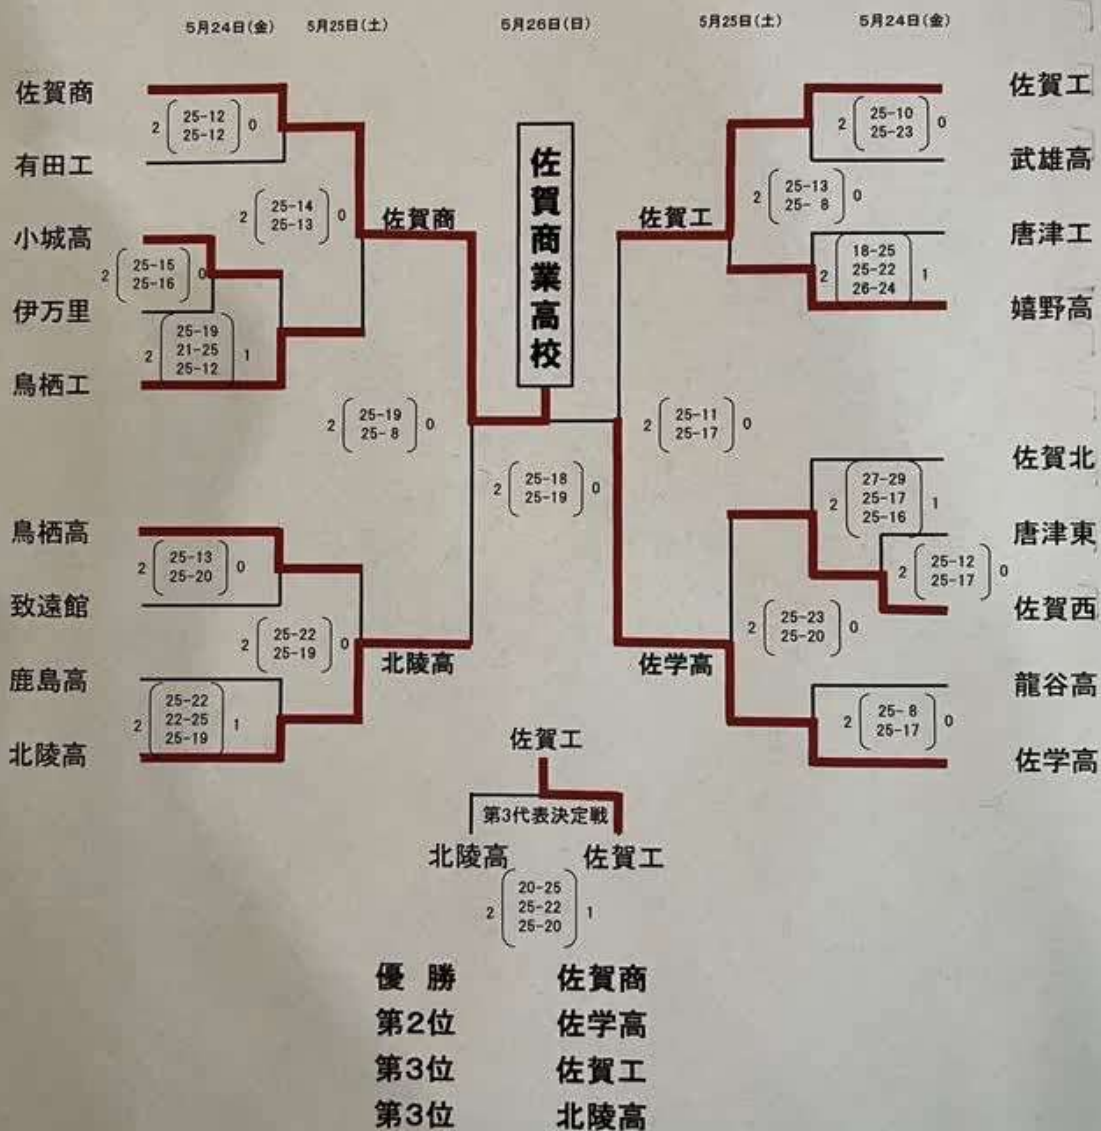 5月24日(金) 5月25日(土) 5月26日(日) 5月25日(土) 5月24日(金)
佐賀商
2 25-12 0
25-12
有田工
2 25-14 0
25-13
佐賀商
小城高
2 25-15 0
25-16
伊万里
25-19
2 21-25 1
25-12
鳥栖工
2 25-19 0
25- 8
鳥栖高
2 25-13 0
25-20
致遠館
2 25-22 0
25-19
北陵高
鹿島高
25-22
2 22-25 1
25-19
北陵高
佐賀商業高校
2 25-18 0
25-19
佐賀工
2 25-10 0
25-23
武雄高
2 25-13 0
25- 8
佐賀工
唐津工
18-25
2 25-22 1
26-24
嬉野高
2 25-11 0
25-17
佐賀北
27-29
2 25-17 1
25-16
唐津東
2 25-12 0
25-17
佐賀西
2 25-23 0
25-20
佐学高
龍谷高
2 25- 8 0
25-17
佐学高
佐賀工
第3代表決定戦
北陵高 佐賀工
20-25
2 25-22 1
25-20
優 勝 佐賀商
第2位 佐学高
第3位 佐賀工
第3位 北陵高